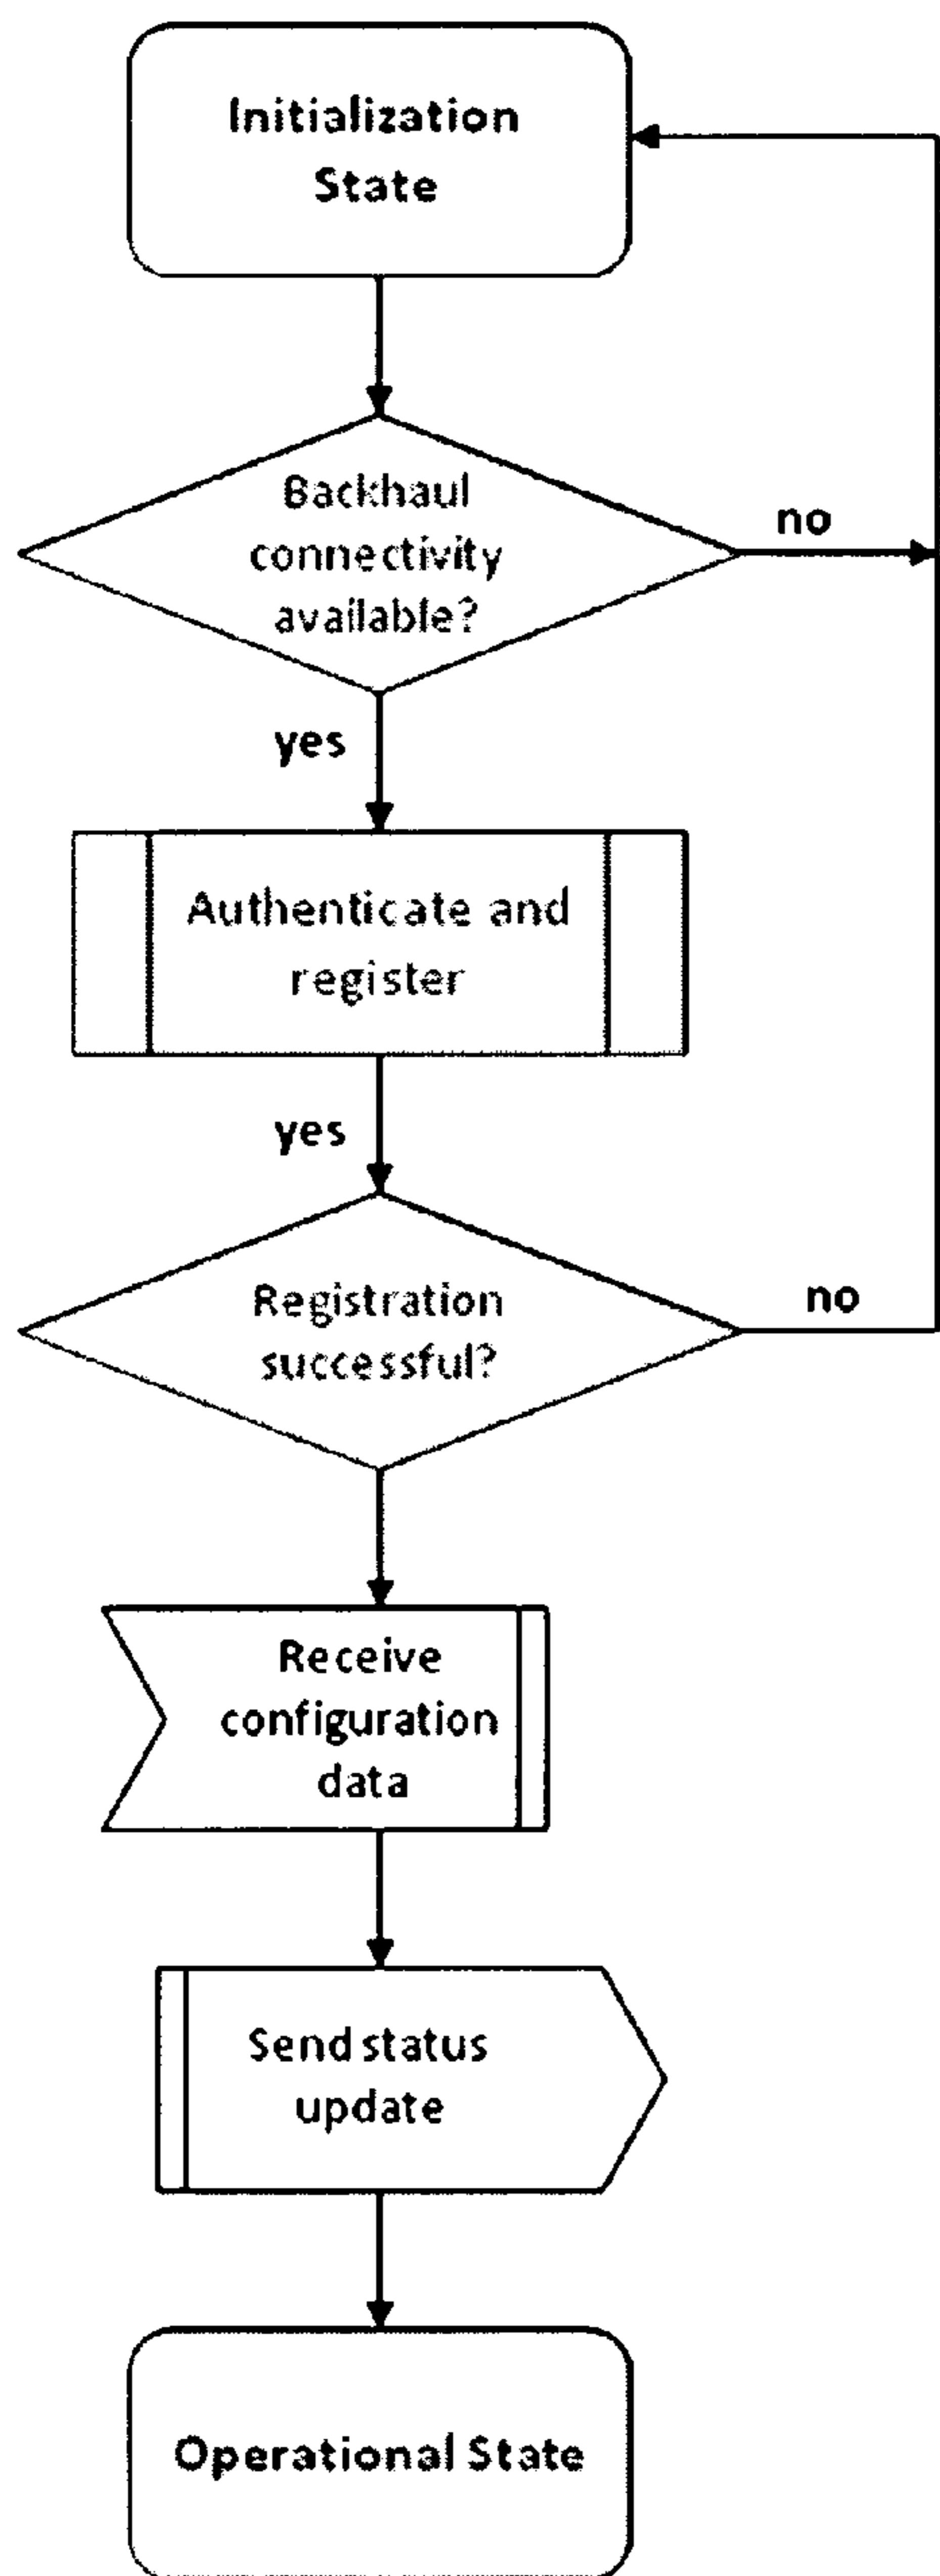 Initialization
State
Backhaul
connectivity
available?
no
yes
Authenticate and
register
yes
Registration
successful?
no
Receive
configuration
data
Send status
update
Operational State